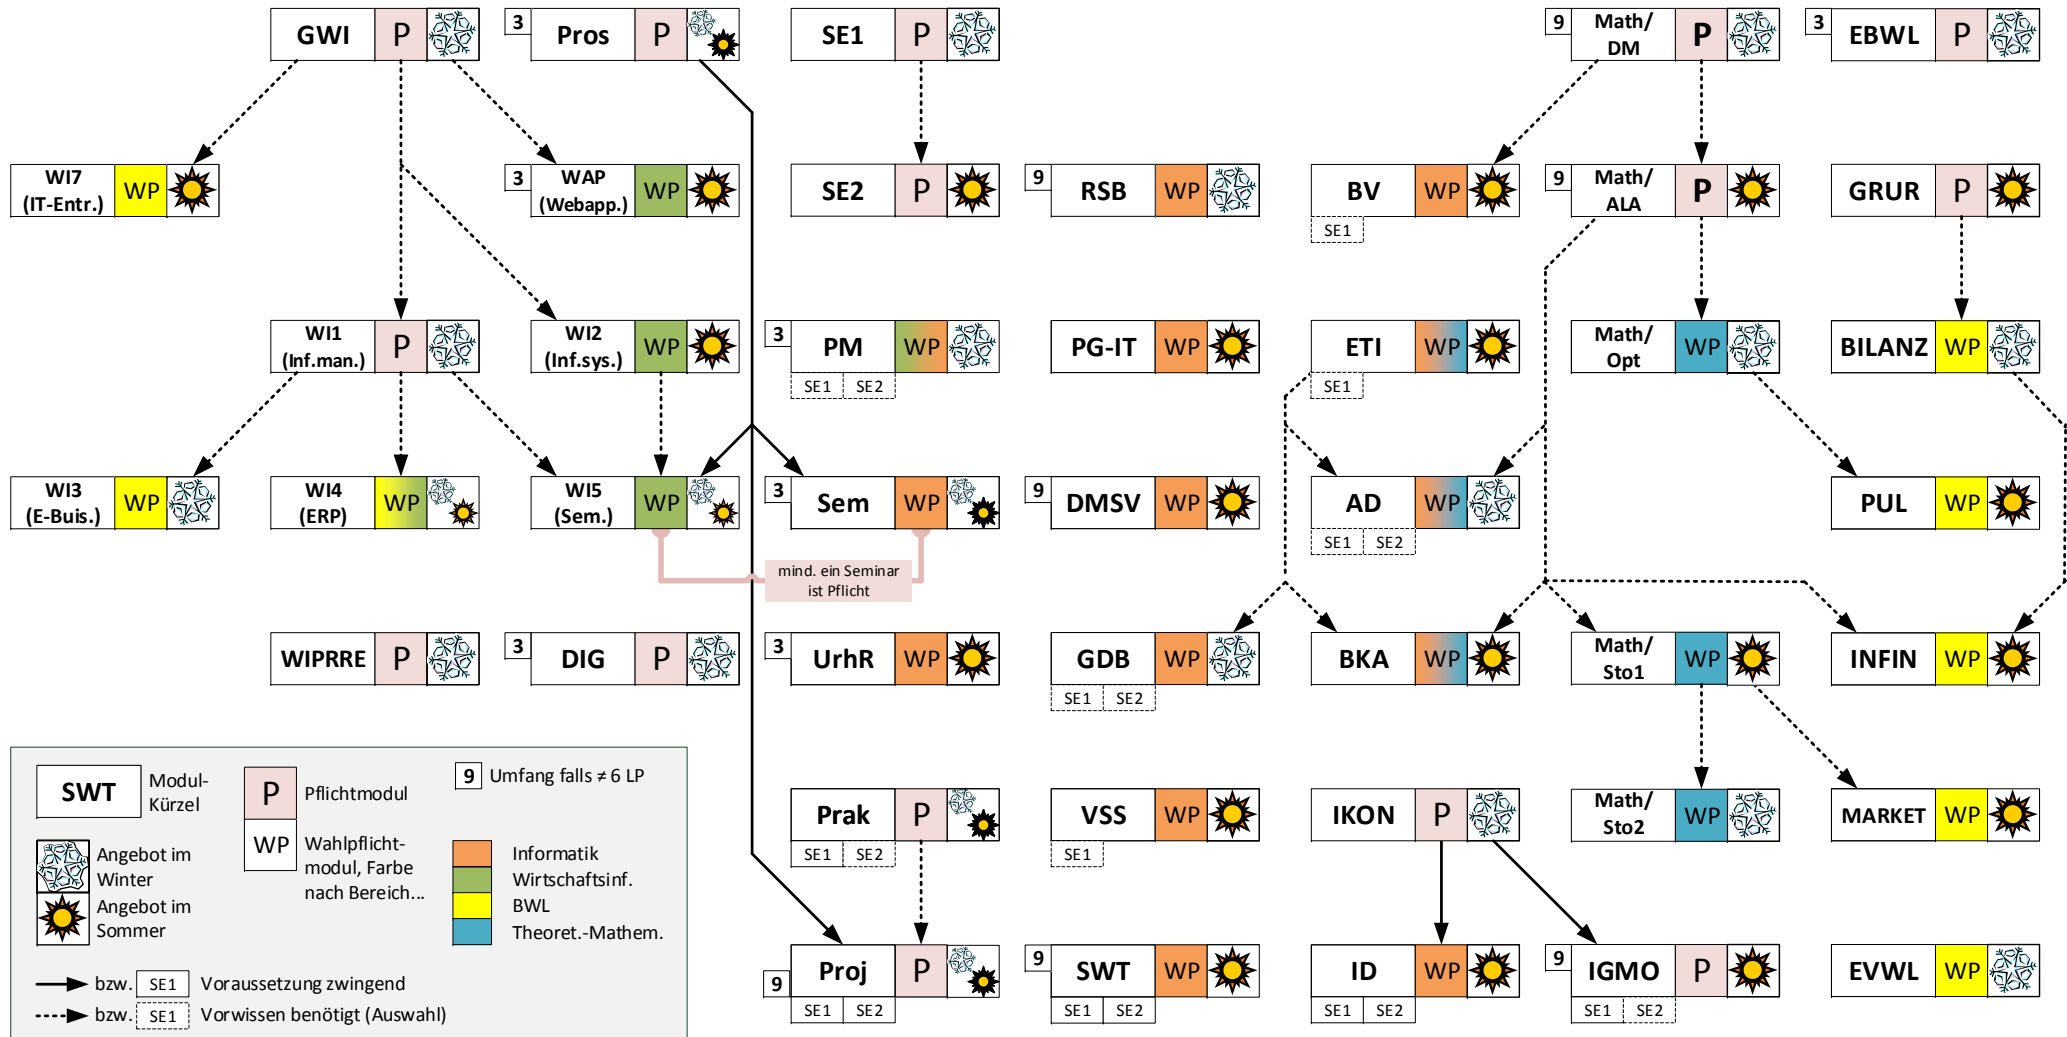 GWI P
3 Pros P
SE1 P
9 Math/
DM P
3 EBWL P
WI7
(IT-Entr.) WP
3 WAP
(Webapp.) WP
SE2 P
9 RSB WP
BV WP
SE1
9 Math/
ALA P
GRUR P
WI1
(Inf.man.) P
WI2
(Inf.sys.) WP
3 PM WP
SE1 SE2
PG-IT WP
ETI WP
SE1
Math/
Opt WP
BILANZ WP
WI3
(E-Buis.) WP
WI4
(ERP) WP
WI5
(Sem.) WP
3 Sem WP
9 DMSV WP
AD WP
SE1 SE2
PUL WP
mind. ein Seminar
ist Pflicht
WIPRRE P
3 DIG P
3 UrhR WP
GDB WP
SE1 SE2
BKA WP
Math/
Sto1 WP
INFIN WP
Prak P
SE1 SE2
VSS WP
SE1
IKON P
Math/
Sto2 WP
MARKET WP
9 Proj P
SE1 SE2
9 SWT WP
SE1 SE2
ID WP
SE1 SE2
9 IGMO P
SE1 SE2
EVWL WP
SWT Modul-
Kürzel
P Pflichtmodul
9 Umfang falls ≠ 6 LP
WP Wahlpflicht-
modul, Farbe
nach Bereich...
Angebot im
Winter
Angebot im
Sommer
Informatik
Wirtschaftsinf.
BWL
Theoret.-Mathem.
bzw. SE1 Voraussetzung zwingend
bzw. SE1 Vorwissen benötigt (Auswahl)